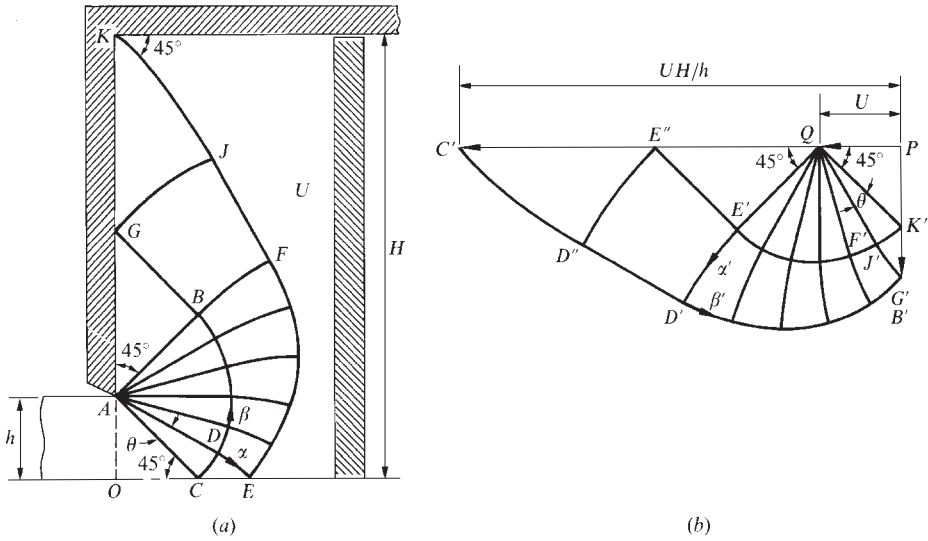 K
45°
J
U
G
H
F
B
45°
A
β
h
D
θ
α
45°
O
C
E
(a)
UH/h
U
Q
P
C'
E"
45°
45°
θ
E'
K'
F'
D"
J'
α'
G'
D'
β'
B'
(b)